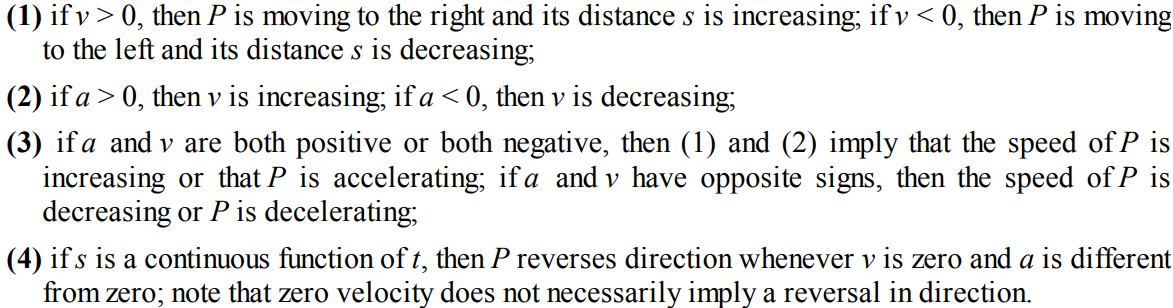 (1) if v > 0, then P is moving to the right and its distance s is increasing; if v < 0, then P is moving
to the left and its distance s is decreasing;
(2) if a > 0, then v is increasing; if a < 0, then v is decreasing;
(3) if a and v are both positive or both negative, then (1) and (2) imply that the speed of P is
increasing or that P is accelerating; if a and v have opposite signs, then the speed of P is
decreasing or P is decelerating;
(4) if s is a continuous function of t, then P reverses direction whenever v is zero and a is different
from zero; note that zero velocity does not necessarily imply a reversal in direction.